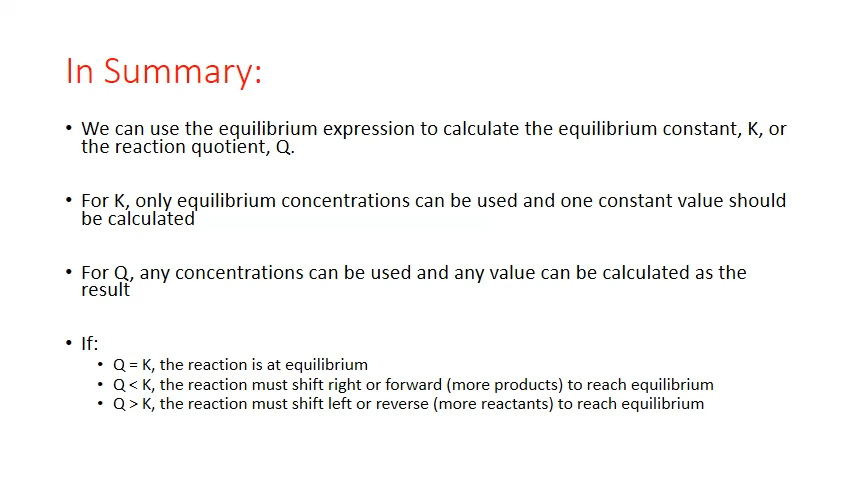 In Summary:
• We can use the equilibrium expression to calculate the equilibrium constant, K, or
the reaction quotient, Q.
• For K, only equilibrium concentrations can be used and one constant value should
be calculated
• For Q, any concentrations can be used and any value can be calculated as the
result
• If:
• Q = K, the reaction is at equilibrium
• Q < K, the reaction must shift right or forward (more products) to reach equilibrium
• Q > K, the reaction must shift left or reverse (more reactants) to reach equilibrium